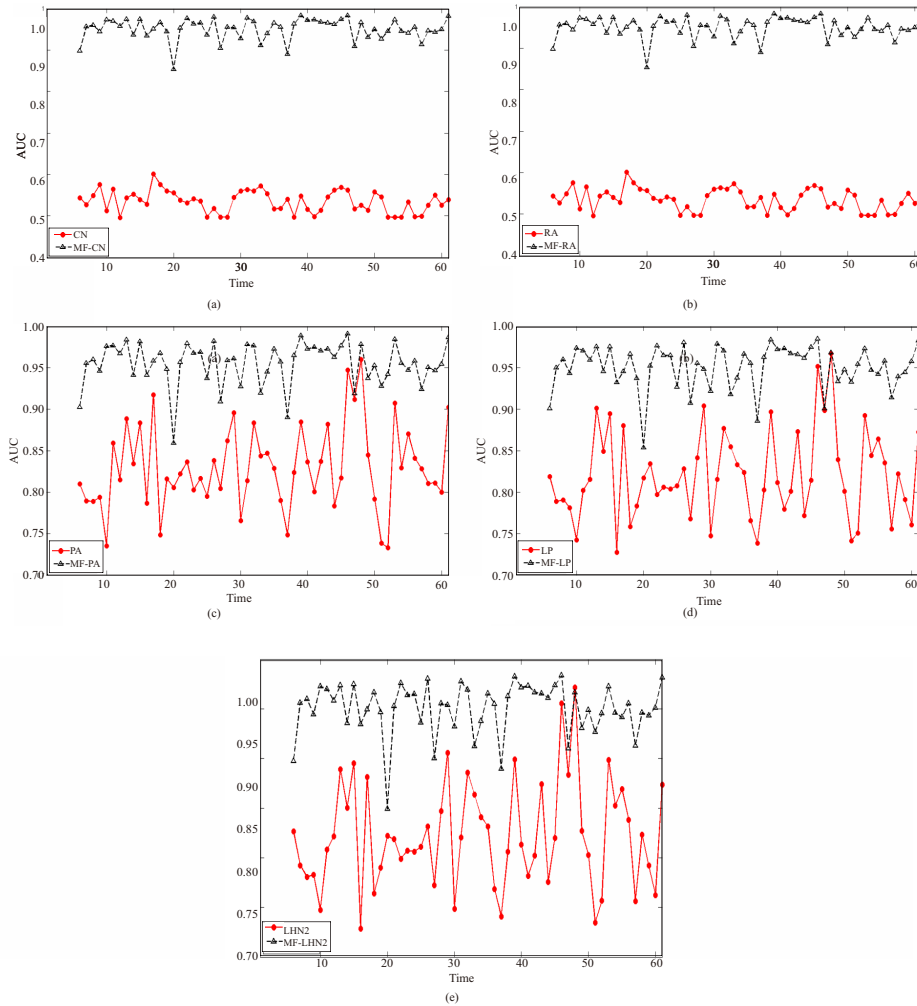 1.0
0.9
0.8
AUC
0.7
0.6
0.5
0.4
CN
MF-CN
10
20
30
40
50
60
Time
(a)
1.0
0.9
0.8
AUC
0.7
0.6
0.5
0.4
RA
MF-RA
10
20
30
40
50
60
Time
(b)
1.00
0.95
0.90
0.85
AUC
0.80
0.75
0.70
(a)
PA
MF-PA
10
20
30
40
50
60
Time
(c)
1.00
0.95
0.90
0.85
AUC
0.80
0.75
0.70
(b)
LP
MF-LP
10
20
30
40
50
60
Time
(d)
1.00
0.95
0.90
0.85
AUC
0.80
0.75
0.70
LHN2
MF-LHN2
10
20
30
40
50
60
Time
(e)